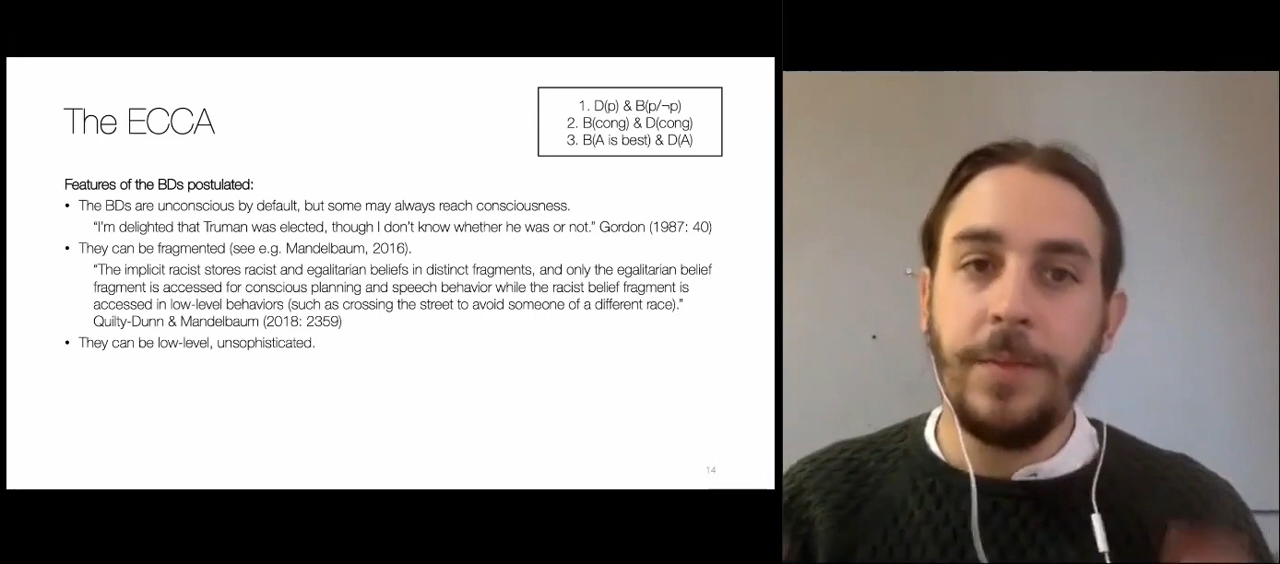 The ECCA
1. D(p) & B(p/¬p)
2. B(cong) & D(cong)
3. B(A is best) & D(A)
Features of the BDs postulated:
• The BDs are unconscious by default, but some may always reach consciousness.
“I'm delighted that Truman was elected, though I don't know whether he was or not.” Gordon (1987: 40)
• They can be fragmented (see e.g. Mandelbaum, 2016).
“The implicit racist stores racist and egalitarian beliefs in distinct fragments, and only the egalitarian belief
fragment is accessed for conscious planning and speech behavior while the racist belief fragment is
accessed in low-level behaviors (such as crossing the street to avoid someone of a different race).”
Quilty-Dunn & Mandelbaum (2018: 2359)
• They can be low-level, unsophisticated.
14